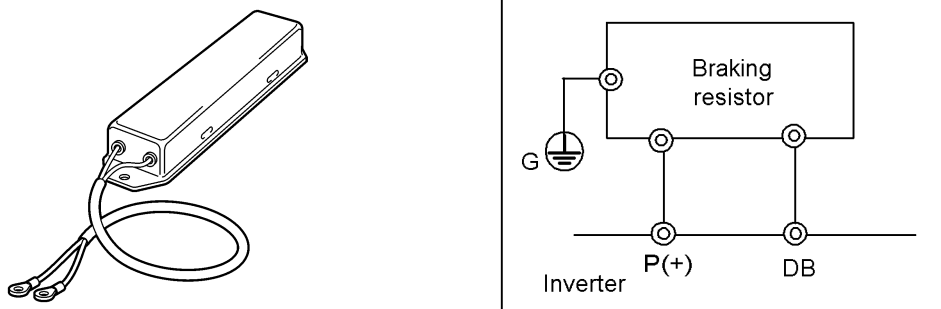 Braking
resistor
G
P(+)
DB
Inverter